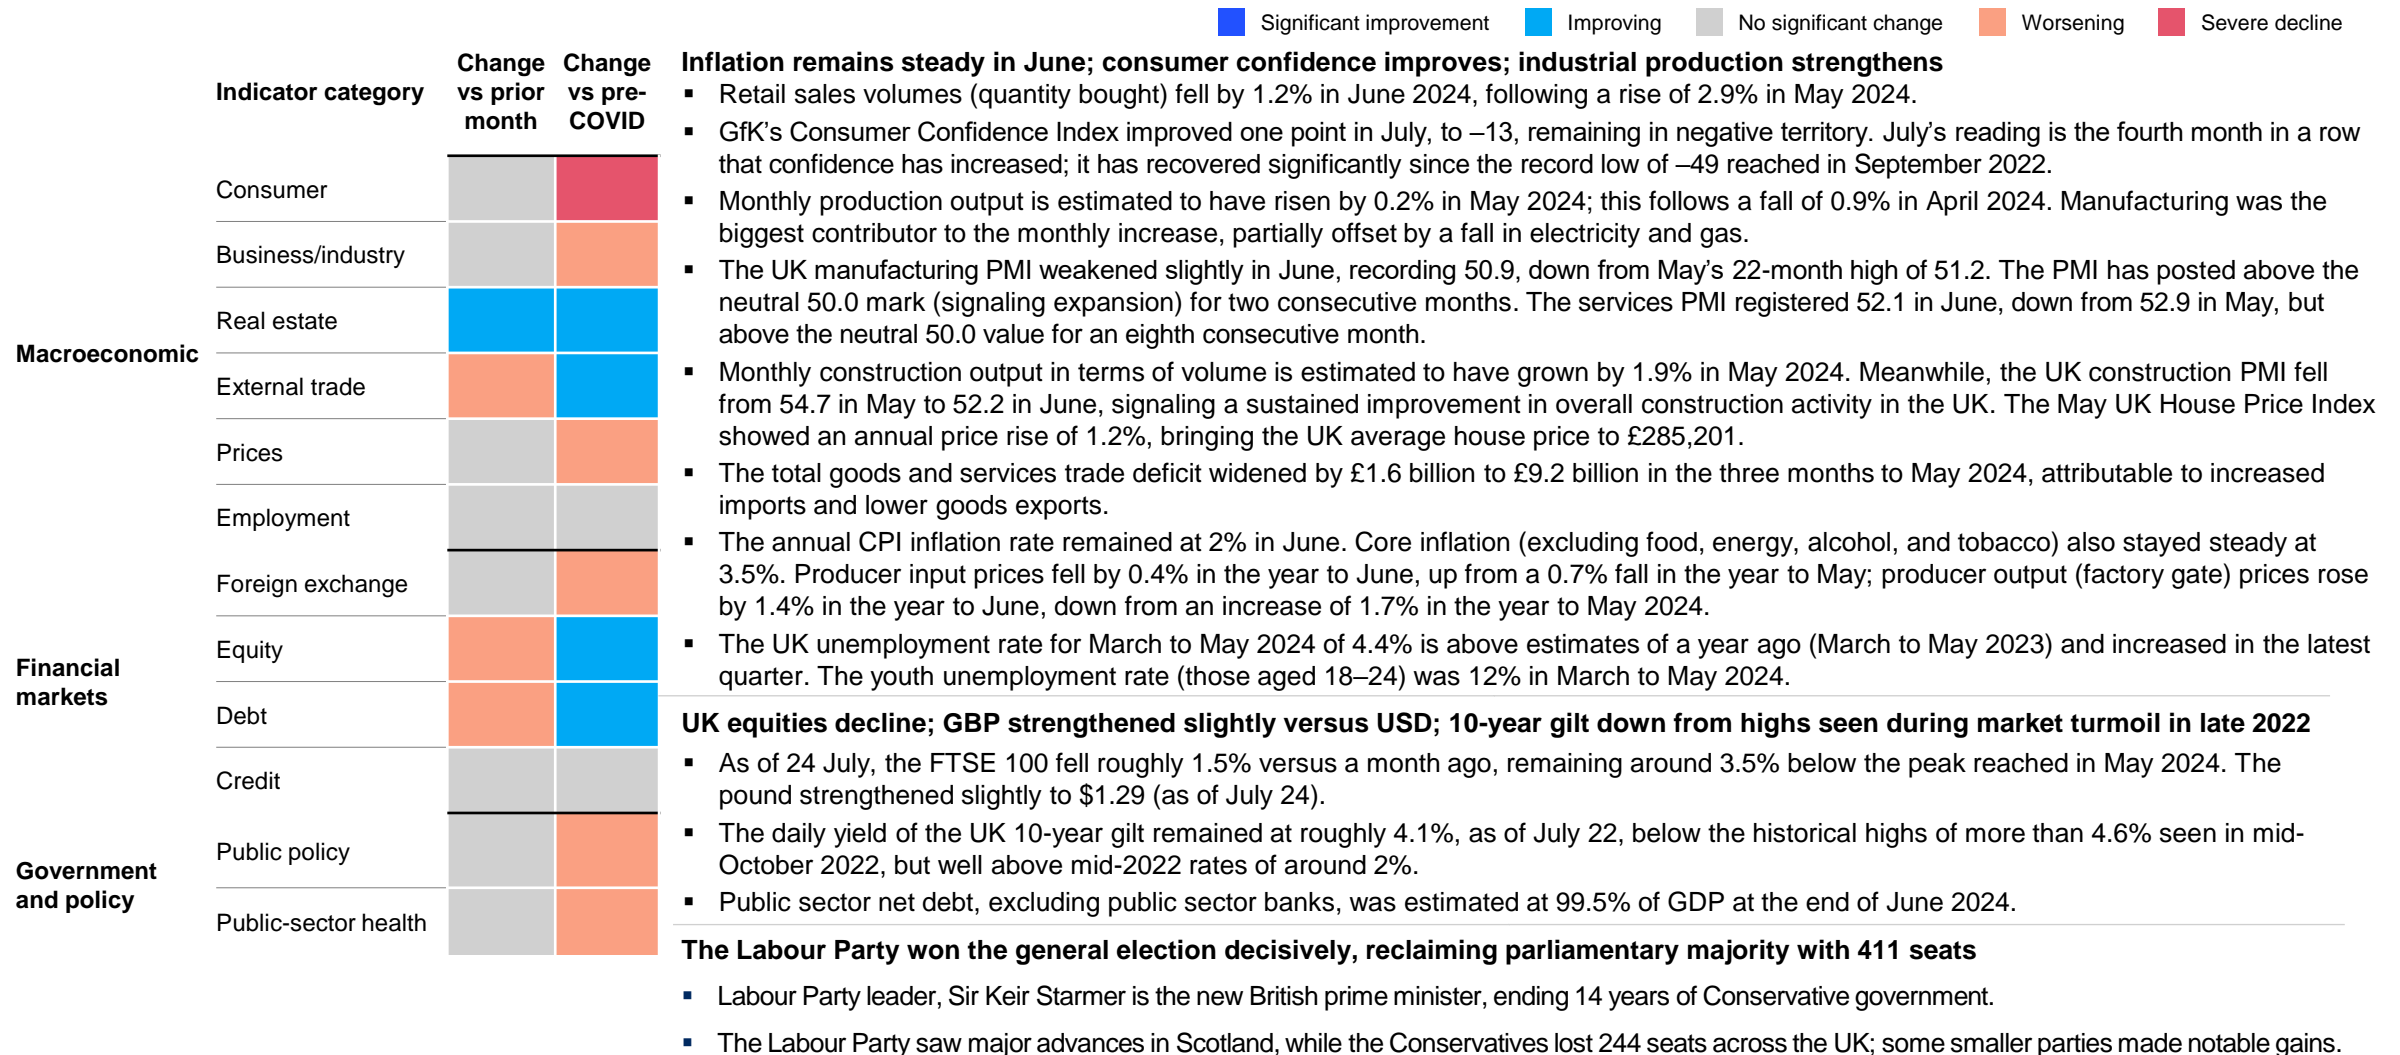 Significant improvement
Improving
No significant change
Worsening
Severe decline
Indicator category
Change
vs prior
month
Change
vs pre-
COVID
Macroeconomic
Consumer
Business/industry
Real estate
External trade
Prices
Employment
Financial
markets
Foreign exchange
Equity
Debt
Credit
Government
and policy
Public policy
Public-sector health
Inflation remains steady in June; consumer confidence improves; industrial production strengthens
▪ Retail sales volumes (quantity bought) fell by 1.2% in June 2024, following a rise of 2.9% in May 2024.
▪ GfK’s Consumer Confidence Index improved one point in July, to –13, remaining in negative territory. July’s reading is the fourth month in a row
that confidence has increased; it has recovered significantly since the record low of –49 reached in September 2022.
▪ Monthly production output is estimated to have risen by 0.2% in May 2024; this follows a fall of 0.9% in April 2024. Manufacturing was the
biggest contributor to the monthly increase, partially offset by a fall in electricity and gas.
▪ The UK manufacturing PMI weakened slightly in June, recording 50.9, down from May’s 22-month high of 51.2. The PMI has posted above the
neutral 50.0 mark (signaling expansion) for two consecutive months. The services PMI registered 52.1 in June, down from 52.9 in May, but
above the neutral 50.0 value for an eighth consecutive month.
▪ Monthly construction output in terms of volume is estimated to have grown by 1.9% in May 2024. Meanwhile, the UK construction PMI fell
from 54.7 in May to 52.2 in June, signaling a sustained improvement in overall construction activity in the UK. The May UK House Price Index
showed an annual price rise of 1.2%, bringing the UK average house price to £285,201.
▪ The total goods and services trade deficit widened by £1.6 billion to £9.2 billion in the three months to May 2024, attributable to increased
imports and lower goods exports.
▪ The annual CPI inflation rate remained at 2% in June. Core inflation (excluding food, energy, alcohol, and tobacco) also stayed steady at
3.5%. Producer input prices fell by 0.4% in the year to June, up from a 0.7% fall in the year to May; producer output (factory gate) prices rose
by 1.4% in the year to June, down from an increase of 1.7% in the year to May 2024.
▪ The UK unemployment rate for March to May 2024 of 4.4% is above estimates of a year ago (March to May 2023) and increased in the latest
quarter. The youth unemployment rate (those aged 18–24) was 12% in March to May 2024.
UK equities decline; GBP strengthened slightly versus USD; 10-year gilt down from highs seen during market turmoil in late 2022
▪ As of 24 July, the FTSE 100 fell roughly 1.5% versus a month ago, remaining around 3.5% below the peak reached in May 2024. The
pound strengthened slightly to $1.29 (as of July 24).
▪ The daily yield of the UK 10-year gilt remained at roughly 4.1%, as of July 22, below the historical highs of more than 4.6% seen in mid-
October 2022, but well above mid-2022 rates of around 2%.
▪ Public sector net debt, excluding public sector banks, was estimated at 99.5% of GDP at the end of June 2024.
The Labour Party won the general election decisively, reclaiming parliamentary majority with 411 seats
▪ Labour Party leader, Sir Keir Starmer is the new British prime minister, ending 14 years of Conservative government.
▪ The Labour Party saw major advances in Scotland, while the Conservatives lost 244 seats across the UK; some smaller parties made notable gains.